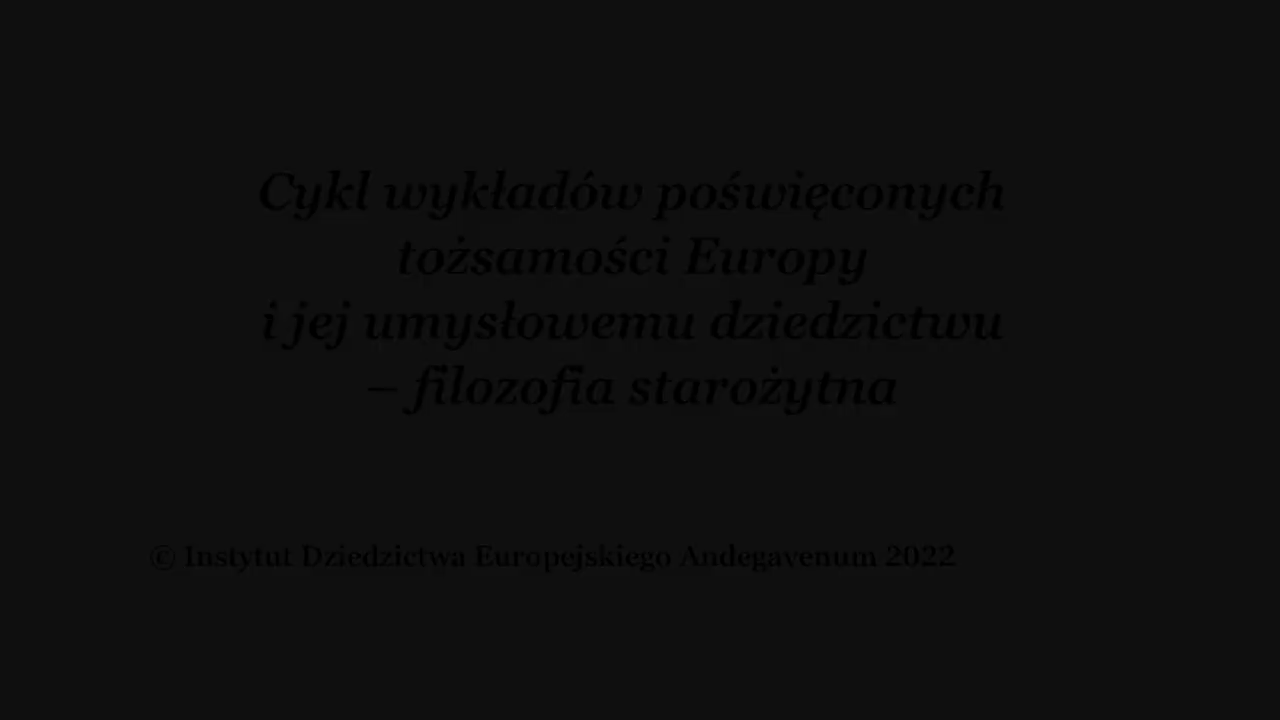 Cykl wykładów poświęconych
tożsamości Europy
i jej umysłowemu dziedzictwu
– filozofia starożytna
© Instytut Dziedzictwa Europejskiego Andegavenum 2022